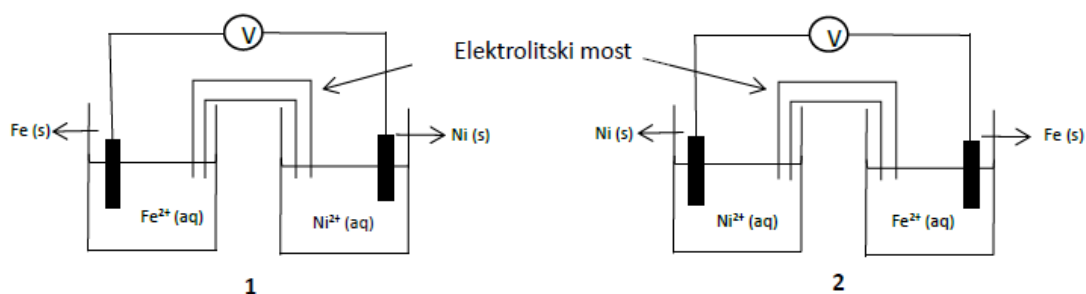 V
V
Elektrolitski most
Fe (s)
Ni (s)
Ni (s)
Fe (s)
Fe²⁺ (aq)
Ni²⁺ (aq)
Ni²⁺ (aq)
Fe²⁺ (aq)
1
2